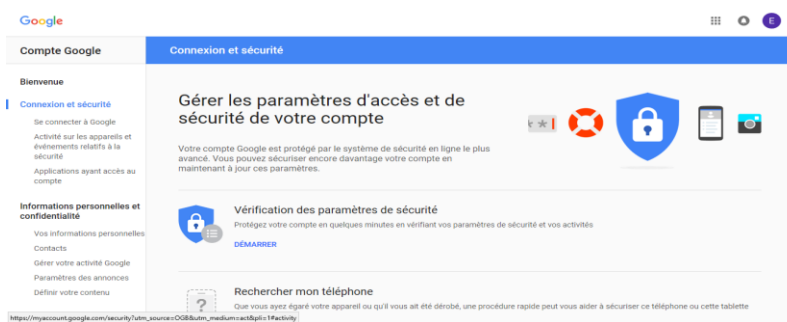 Google
E
Compte Google
Connexion et sécurité
Bienvenue
Connexion et sécurité
Se connecter à Google
Activité sur les appareils et
événements relatifs à la
sécurité
Applications ayant accès au
compte
Informations personnelles et
confidentialité
Vos informations personnelles
Contacts
Gérer votre activité Google
Paramètres des annonces
Définir votre contenu
Gérer les paramètres d'accès et de
sécurité de votre compte
Votre compte Google est protégé par le système de sécurité en ligne le plus
avancé. Vous pouvez sécuriser encore davantage votre compte en
maintenant à jour ces paramètres.
Vérification des paramètres de sécurité
Protégez votre compte en quelques minutes en vérifiant vos paramètres de sécurité et vos activités
DÉMARRER
Rechercher mon téléphone
Que vous ayez égaré votre appareil ou qu'il vous ait été dérobé, une procédure rapide peut vous aider à sécuriser ce téléphone ou cette tablette
https://myaccount.google.com/security?utm_source=OGB&utm_medium=act&pli=1#activity